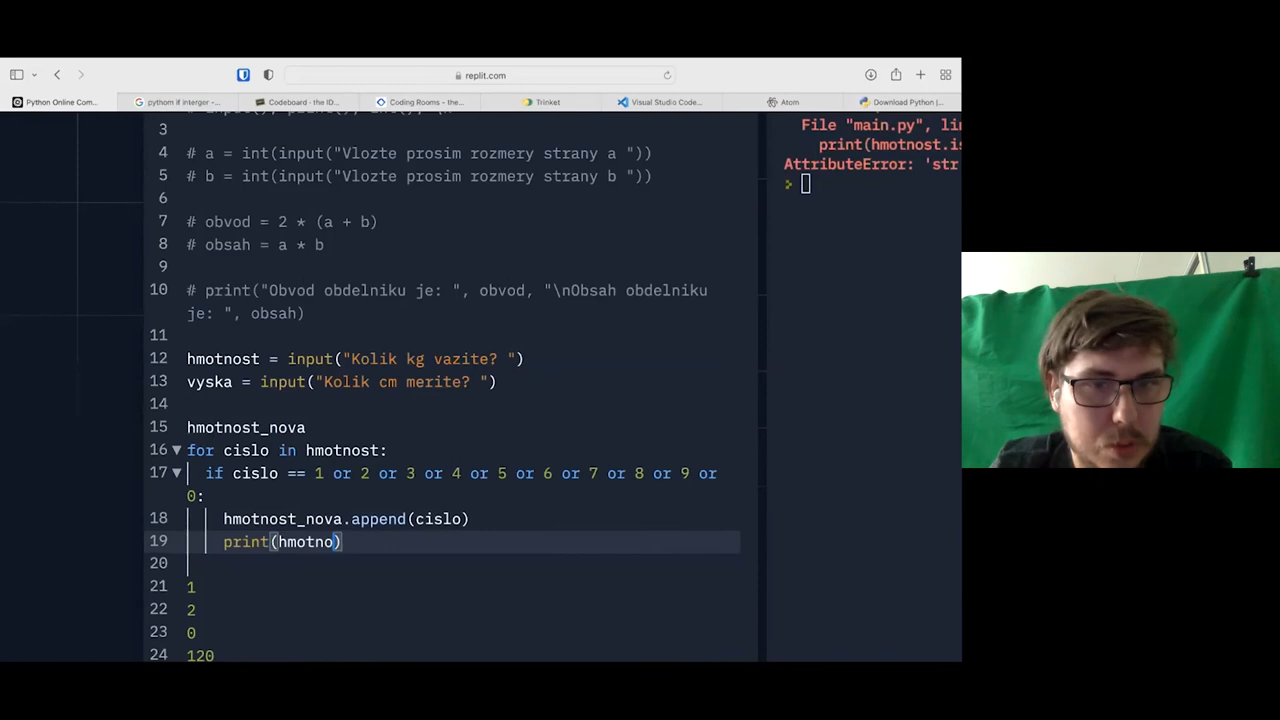 replit.com
Python Online Com...
pythom if interger -...
Codeboard - the ID...
Coding Rooms - the...
Trinket
Visual Studio Code...
Atom
Download Python |...
3
4 # a = int(input("Vlozte prosim rozmery strany a "))
5 # b = int(input("Vlozte prosim rozmery strany b "))
6
7 # obvod = 2 * (a + b)
8 # obsah = a * b
9
10 # print("Obvod obdelniku je: ", obvod, "\nObsah obdelniku
je: ", obsah)
11
12 hmotnost = input("Kolik kg vazite? ")
13 vyska = input("Kolik cm merite? ")
14
15 hmotnost_nova
16 for cislo in hmotnost:
17 if cislo == 1 or 2 or 3 or 4 or 5 or 6 or 7 or 8 or 9 or
0:
18 hmotnost_nova.append(cislo)
19 print(hmotno)
20
21 1
22 2
23 0
24 120
File "main.py", lin
print(hmotnost.is
AttributeError: 'str